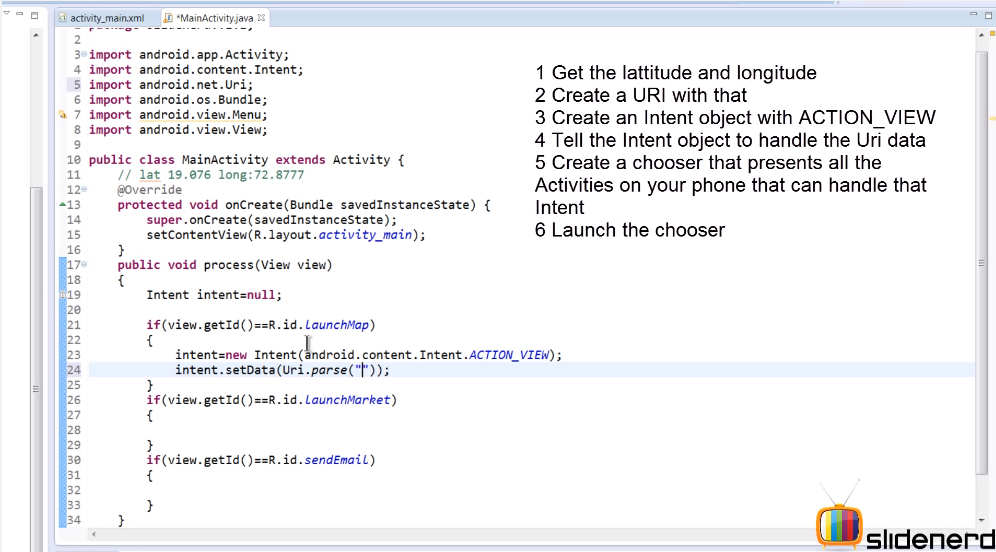 activity_main.xml
*MainActivity.java
2
3 import android.app.Activity;
4 import android.content.Intent;
5 import android.net.Uri;
6 import android.os.Bundle;
7 import android.view.Menu;
8 import android.view.View;
9
10 public class MainActivity extends Activity {
11 // lat 19.076 long:72.8777
12 @Override
13 protected void onCreate(Bundle savedInstanceState) {
14 super.onCreate(savedInstanceState);
15 setContentView(R.layout.activity_main);
16 }
17 public void process(View view)
18 {
19 Intent intent=null;
20
21 if(view.getId()==R.id.launchMap)
22 {
23 intent=new Intent(android.content.Intent.ACTION_VIEW);
24 intent.setData(Uri.parse(""));
25 }
26 if(view.getId()==R.id.launchMarket)
27 {
28
29 }
30 if(view.getId()==R.id.sendEmail)
31 {
32
33 }
34 }
1 Get the lattitude and longitude
2 Create a URI with that
3 Create an Intent object with ACTION_VIEW
4 Tell the Intent object to handle the Uri data
5 Create a chooser that presents all the
Activities on your phone that can handle that
Intent
6 Launch the chooser
slidenerd